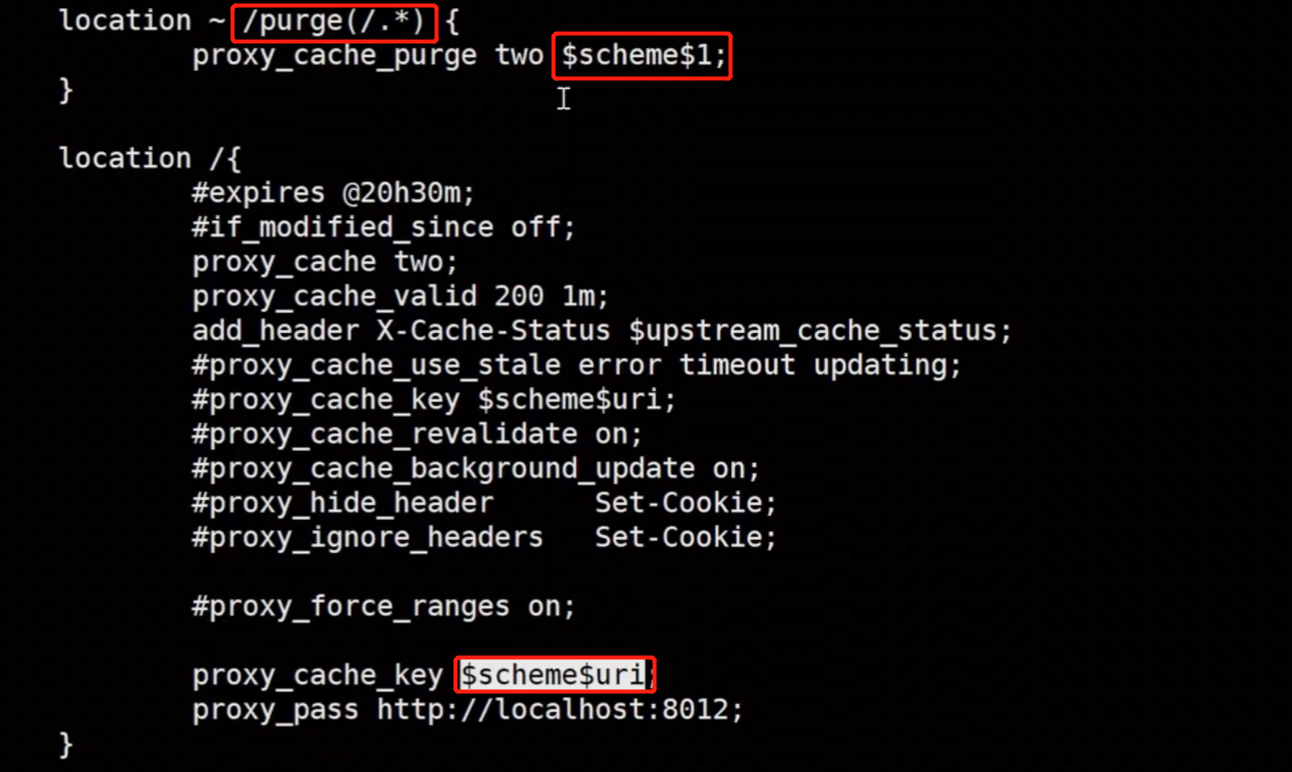 location ~ /purge(/.*) {
proxy_cache_purge two $scheme$1;
}
location /{
#expires @20h30m;
#if_modified_since off;
proxy_cache two;
proxy_cache_valid 200 1m;
add_header X-Cache-Status $upstream_cache_status;
#proxy_cache_use_stale error timeout updating;
#proxy_cache_key $scheme$uri;
#proxy_cache_revalidate on;
#proxy_cache_background_update on;
#proxy_hide_header Set-Cookie;
#proxy_ignore_headers Set-Cookie;
#proxy_force_ranges on;
proxy_cache_key $scheme$uri;
proxy_pass http://localhost:8012;
}